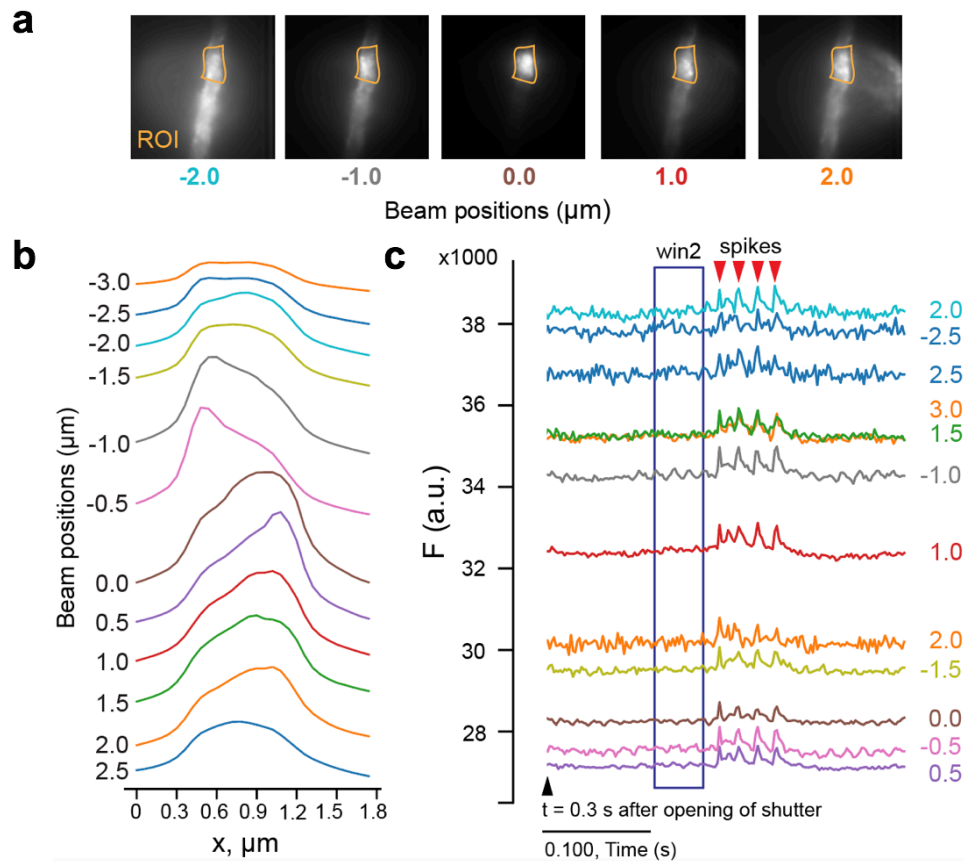 a
ROI
-2.0 -1.0 0.0 1.0 2.0
Beam positions (µm)
b
Beam positions (µm)
-3.0
-2.5
-2.0
-1.5
-1.0
-0.5
0.0
0.5
1.0
1.5
2.0
2.5
0 0.3 0.6 0.9 1.2 1.5 1.8
x, µm
c
x1000
win2 spikes
F (a.u.)
38
36
34
32
30
28
2.0
-2.5
2.5
3.0
1.5
-1.0
1.0
2.0
-1.5
0.0
-0.5
0.5
t = 0.3 s after opening of shutter
0.100, Time (s)